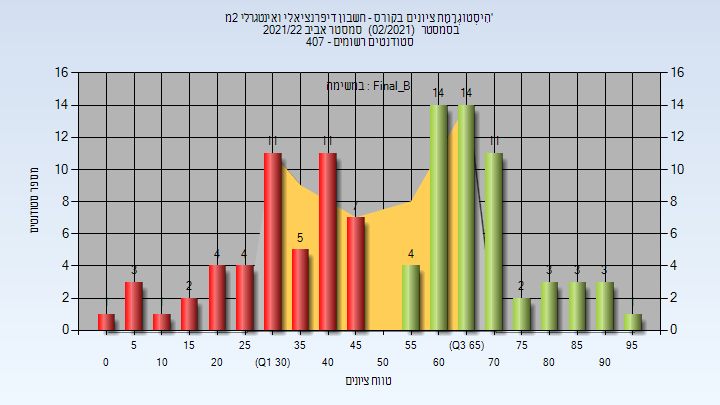 היסטוגרמת ציונים בקורס - חשבון דיפרנציאלי ואינטגרלי 2מ'
בסמסטר (02/2021) סמסטר אביב 2021/22
סטודנטים רשומים - 407
במשימה : Final_B
מספר סטודנטים
16 16
14 14
12 12
10 10
8 8
6 6
4 4
2 2
0 0
1 3 1 2 4 4 11 5 11 7 4 14 14 11 2 3 3 3 1
5 15 25 35 45 55 (Q3 65) 75 85 95
0 10 20 (Q1 30) 40 50 60 70 80 90
טווח ציונים